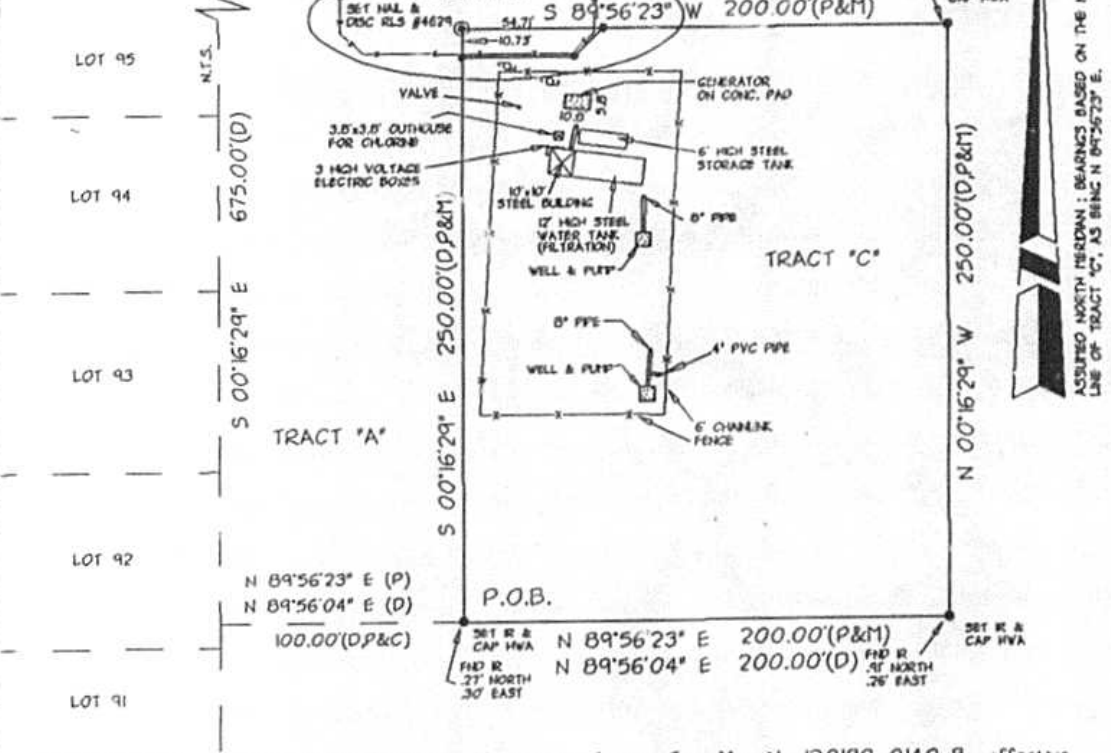 SET NAIL &
DISC RLS #4679
54.71'
10.73'
S 89°56'23" W 200.00'(P&M)
LOT 95
N.T.S.
VALVE
GENERATOR
ON CONC. PAD
10.6'
5.8'
3.8'x3.8' OUTHOUSE
FOR CHLORINE
3 HIGH VOLTAGE
ELECTRIC BOXES
6' HIGH STEEL
STORAGE TANK
10'x10'
STEEL BUILDING
12' HIGH STEEL
WATER TANK
(FILTRATION)
8" PIPE
WELL & PUMP
LOT 94
675.00'(D)
S 00°16'29" E
TRACT "C"
250.00'(D,P&M)
S 00°16'29" E
250.00'(D,P&M)
N 00°16'29" W
ASSUMED NORTH MERIDIAN : BEARINGS BASED ON THE
LINE OF TRACT "C", AS BEING N 89°56'23" E.
8" PIPE
4" PVC PIPE
WELL & PUMP
LOT 93
6' CHAINLINK
FENCE
TRACT "A"
LOT 92
N 89°56'23" E (P)
N 89°56'04" E (D)
100.00'(D,P&C)
P.O.B.
SET IR &
CAP HWA
N 89°56'23" E 200.00'(P&M)
N 89°56'04" E 200.00'(D)
SET IR &
CAP HWA
FND IR
.27' NORTH
.30' EAST
FND IR
.91' NORTH
.26' EAST
LOT 91